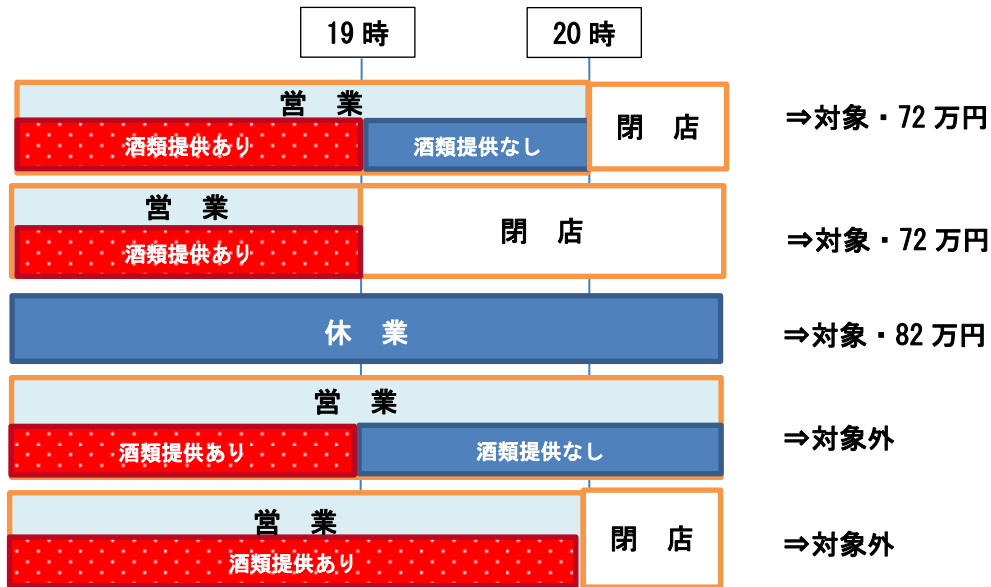 19時 20時
営 業
酒類提供あり 酒類提供なし 閉 店 ⇒対象・72万円
営 業
酒類提供あり 閉 店 ⇒対象・72万円
休 業 ⇒対象・82万円
営 業
酒類提供あり 酒類提供なし ⇒対象外
営 業
酒類提供あり 閉 店 ⇒対象外